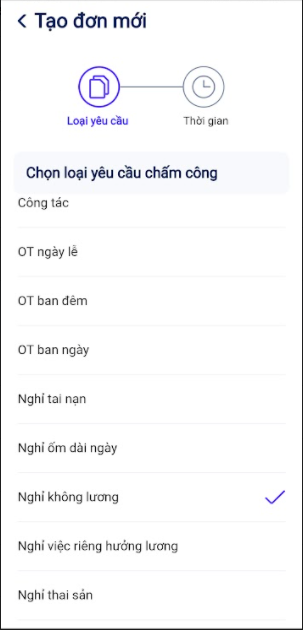 Tạo đơn mới
Loại yêu cầu
Thời gian
Chọn loại yêu cầu chấm công
Công tác
OT ngày lễ
OT ban đêm
OT ban ngày
Nghỉ tai nạn
Nghỉ ốm dài ngày
Nghỉ không lương
Nghỉ việc riêng hưởng lương
Nghỉ thai sản